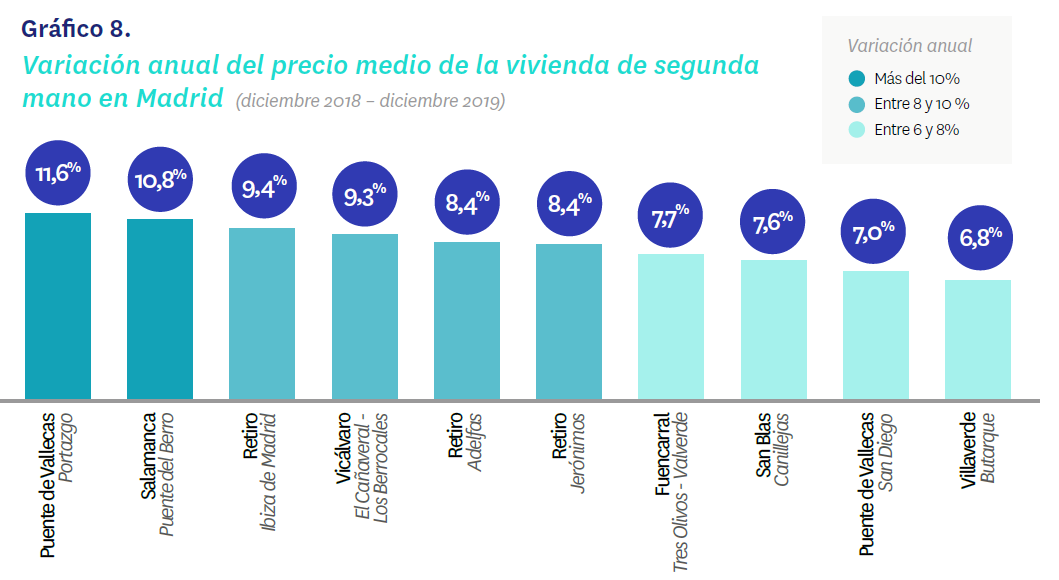 Gráfico 8.
Variación anual del precio medio de la vivienda de segunda
mano en Madrid (diciembre 2018 – diciembre 2019)
Variación anual
Más del 10%
Entre 8 y 10 %
Entre 6 y 8%
11,6%
10,8%
9,4%
9,3%
8,4%
8,4%
7,7%
7,6%
7,0%
6,8%
Puente de Vallecas
Portazgo
Salamanca
Puente del Berro
Retiro
Ibiza de Madrid
Vicálvaro
El Cañaveral -
Los Berrocales
Retiro
Adelfas
Retiro
Jerónimos
Fuencarral
Tres Olivos - Valverde
San Blas
Canillejas
Puente de Vallecas
San Diego
Villaverde
Butarque